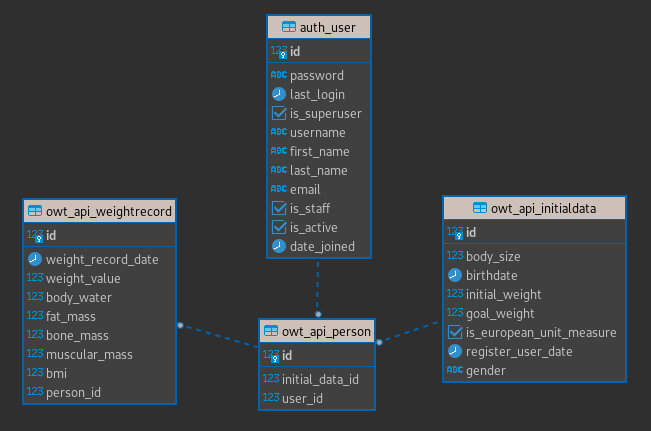 auth_user
123 id
ABC password
last_login
is_superuser
ABC username
ABC first_name
ABC last_name
ABC email
is_staff
is_active
date_joined
owt_api_weightrecord
123 id
weight_record_date
123 weight_value
123 body_water
123 fat_mass
123 bone_mass
123 muscular_mass
123 bmi
123 person_id
owt_api_person
123 id
123 initial_data_id
123 user_id
owt_api_initialdata
123 id
123 body_size
birthdate
123 initial_weight
123 goal_weight
is_european_unit_measure
register_user_date
ABC gender